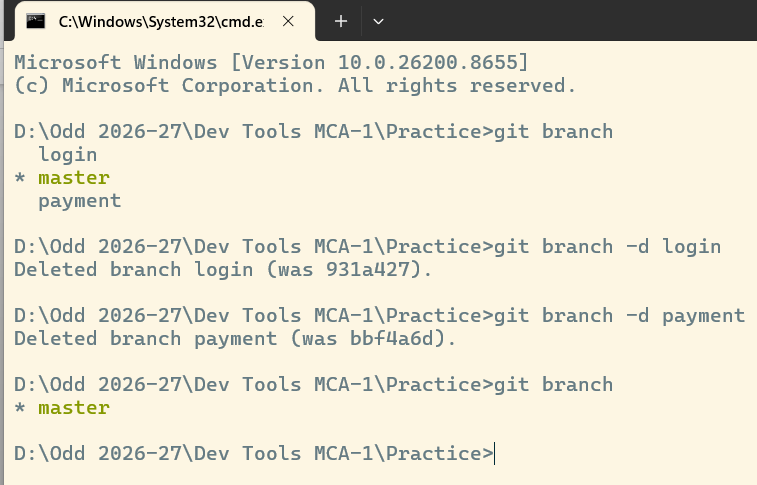 C:\Windows\System32\cmd.e
Microsoft Windows [Version 10.0.26200.8655]
(c) Microsoft Corporation. All rights reserved.
D:\Odd 2026-27\Dev Tools MCA-1\Practice>git branch
  login
* master
  payment
D:\Odd 2026-27\Dev Tools MCA-1\Practice>git branch -d login
Deleted branch login (was 931a427).
D:\Odd 2026-27\Dev Tools MCA-1\Practice>git branch -d payment
Deleted branch payment (was bbf4a6d).
D:\Odd 2026-27\Dev Tools MCA-1\Practice>git branch
* master
D:\Odd 2026-27\Dev Tools MCA-1\Practice>